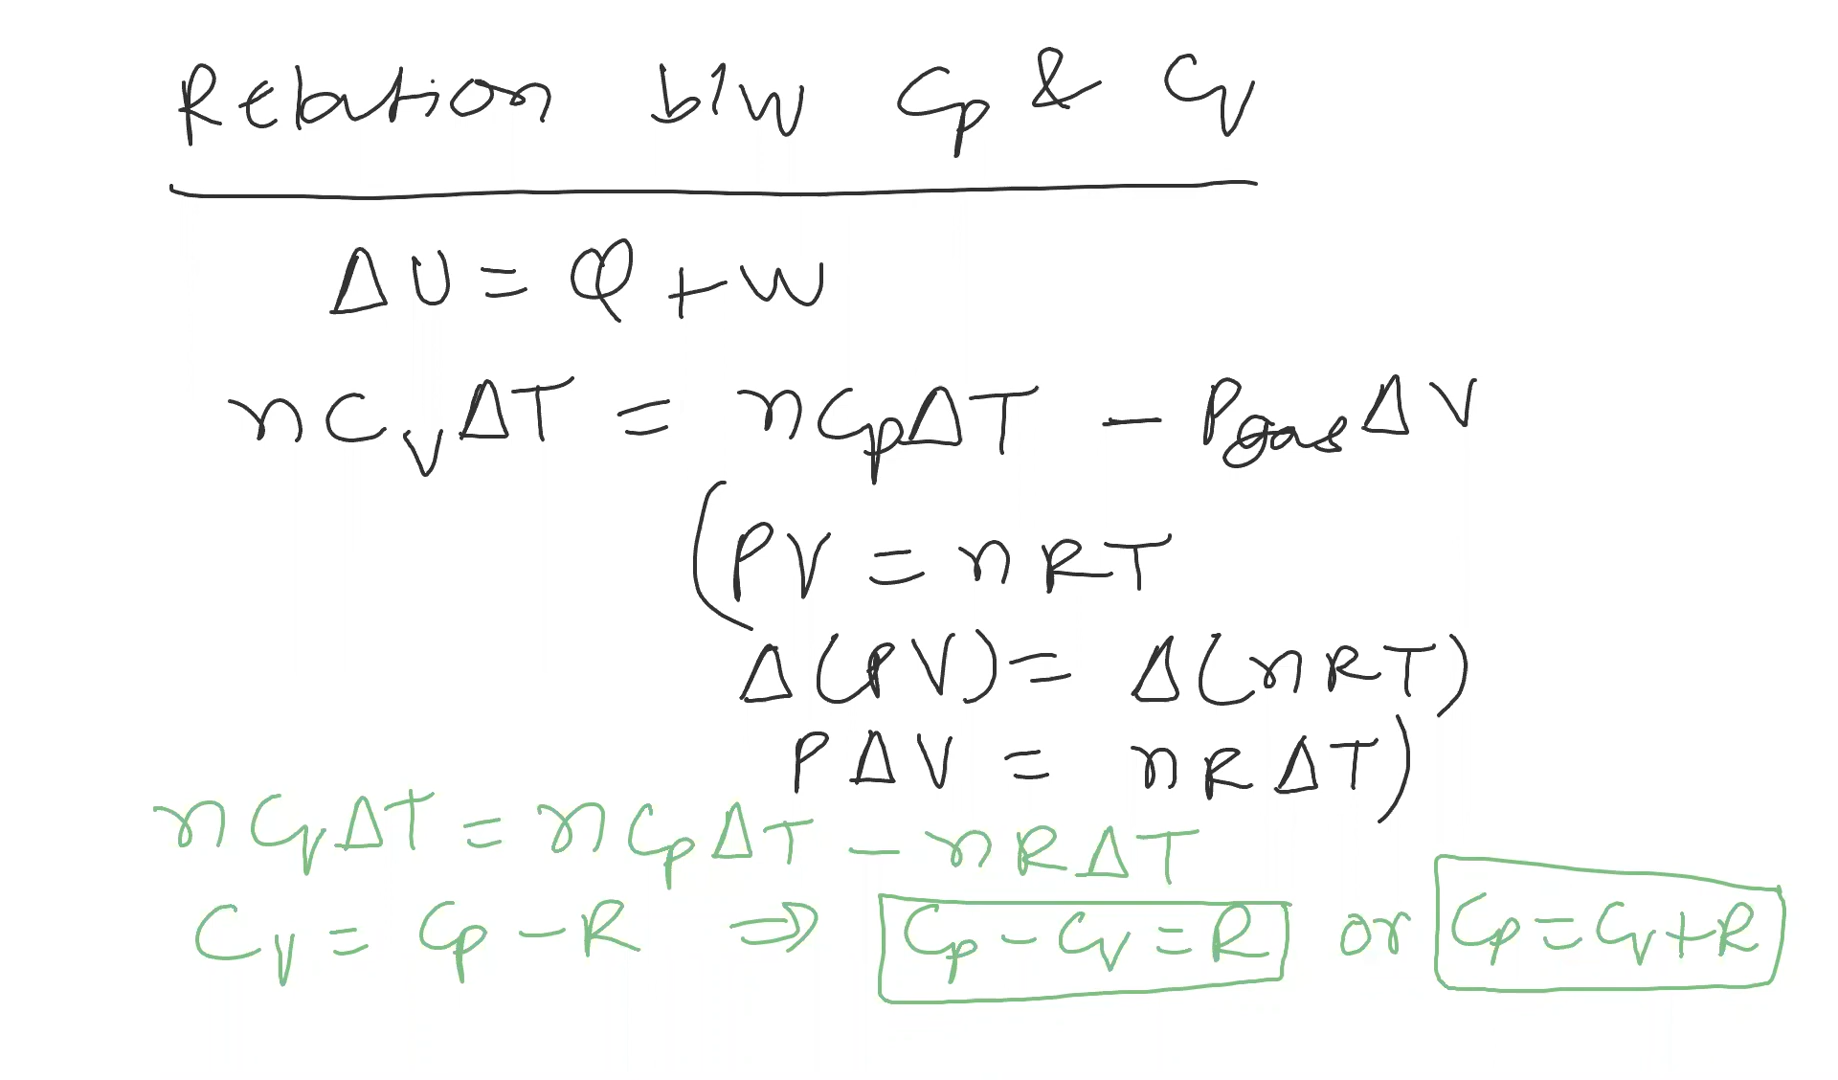 Relation b/w Cp & Cv
ΔU = Q + W
nCvΔT = nCpΔT - PgasΔV
(PV = nRT
Δ(PV) = Δ(nRT)
PΔV = nRΔT)
nCvΔT = nCpΔT - nRΔT
Cv = Cp - R ⇒ Cp - Cv = R or Cp = Cv + R